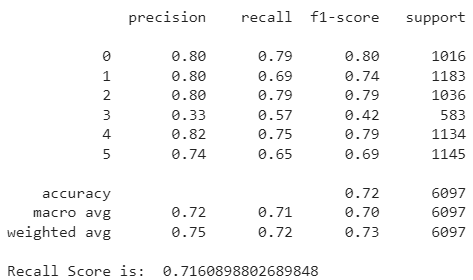 precision recall f1-score support
0 0.80 0.79 0.80 1016
1 0.80 0.69 0.74 1183
2 0.80 0.79 0.79 1036
3 0.33 0.57 0.42 583
4 0.82 0.75 0.79 1134
5 0.74 0.65 0.69 1145
accuracy 0.72 6097
macro avg 0.72 0.71 0.70 6097
weighted avg 0.75 0.72 0.73 6097
Recall Score is: 0.7160898802689848